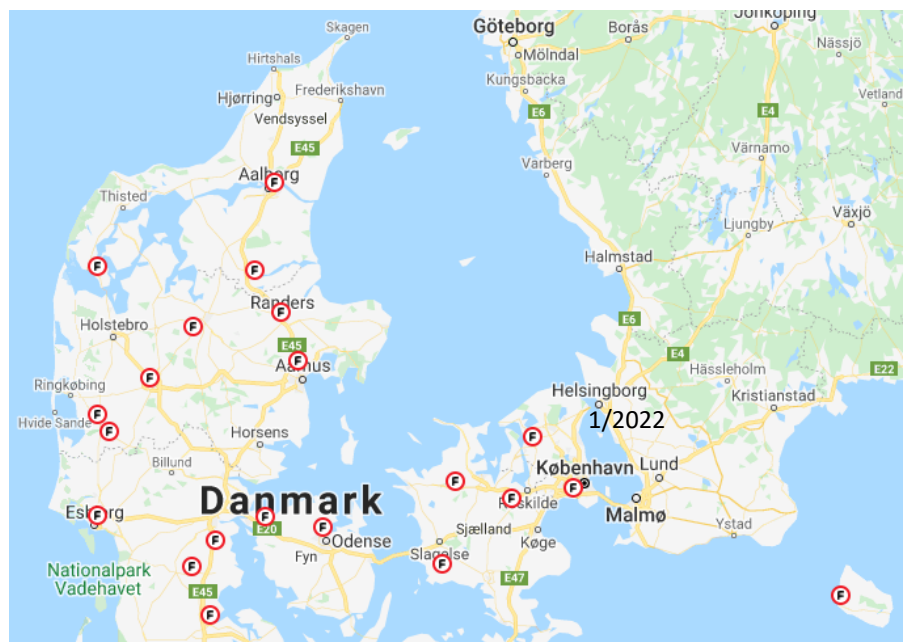 Skagen
Göteborg
Borås
Jönköping
Mölndal
Nässjö
Hirtshals
Kungsbacka
Hjørring
Frederikshavn
Vetland
Vendsyssel
E6
E4
E45
Värnamo
Varberg
Aalborg
F
Thisted
Växjö
Ljungby
Halmstad
F
F
Randers
F
E6
Holstebro
F
E45
E4
F
Aarhus
Hässleholm
E22
F
Ringkøbing
Helsingborg
Kristianstad
Hvide Sande
F
1/2022
F
Horsens
F
Billund
København
Lund
F
F
Danmark
F
Roskilde
Malmø
Esbjerg
F
F
E20
F
Odense
Sjælland
Køge
Ystad
F
Fyn
Slagelse
Nationalpark
Vadehavet
F
F
E47
E45
F
F